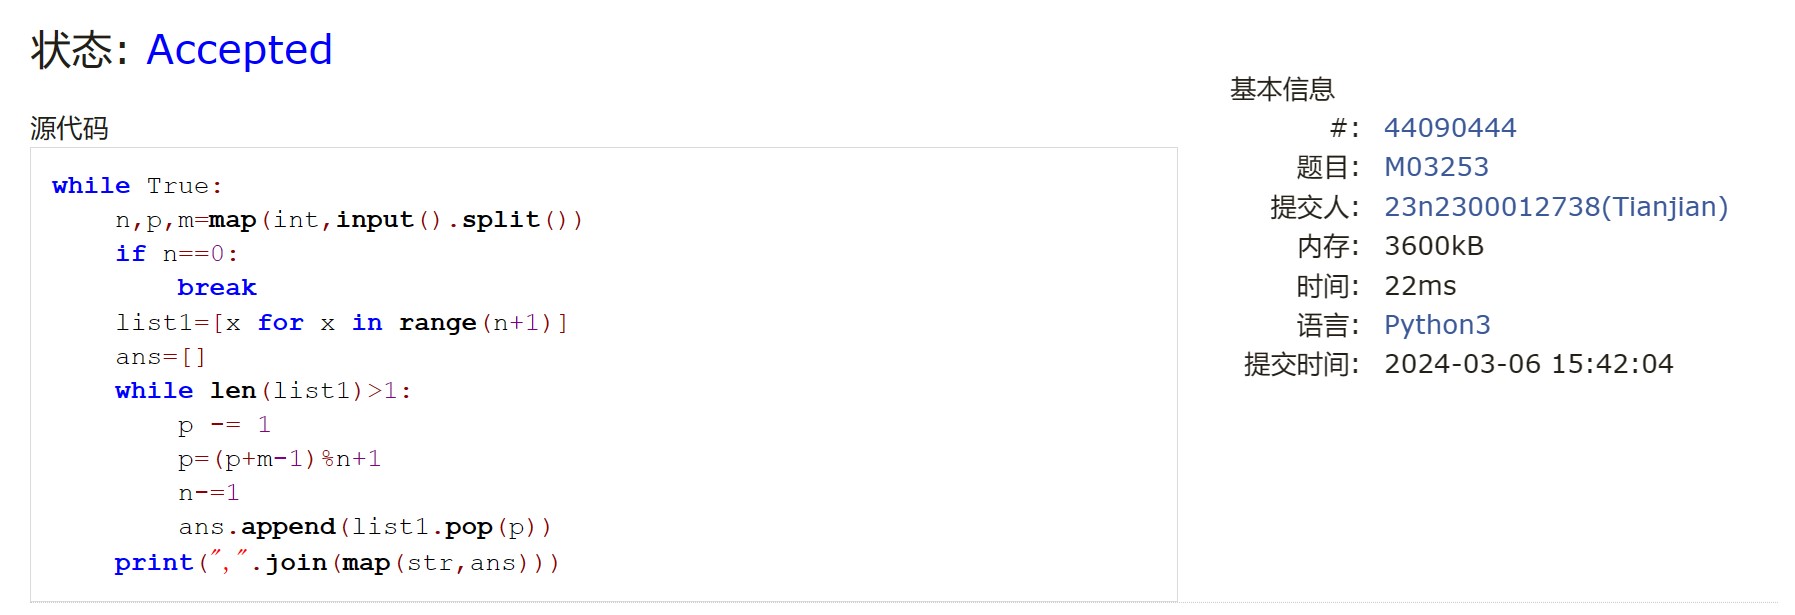 状态: Accepted
源代码
while True:
    n,p,m=map(int,input().split())
    if n==0:
        break
    list1=[x for x in range(n+1)]
    ans=[]
    while len(list1)>1:
        p -= 1
        p=(p+m-1)%n+1
        n-=1
        ans.append(list1.pop(p))
    print(",".join(map(str,ans)))
基本信息
#: 44090444
题目: M03253
提交人: 23n2300012738(Tianjian)
内存: 3600kB
时间: 22ms
语言: Python3
提交时间: 2024-03-06 15:42:04